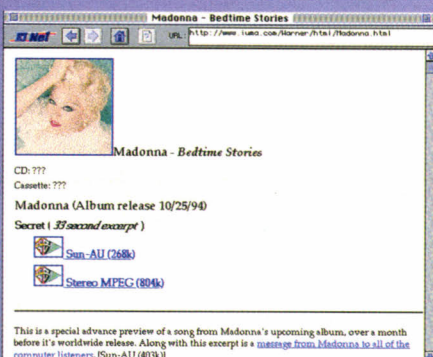 Madonna - Bedtime Stories
EI Net
URL: http://www.iuma.com/Warner/html/Madonna.html
Madonna - Bedtime Stories
CD: ???
Cassette: ???
Madonna (Album release 10/25/94)
Secret ( 33 second excerpt )
Sun-AU (268k)
Stereo MPEG (804k)
This is a special advance preview of a song from Madonna's upcoming album, over a month
before it's worldwide release. Along with this excerpt is a message from Madonna to all of the
computer listeners. [Sun-AU (403k)]